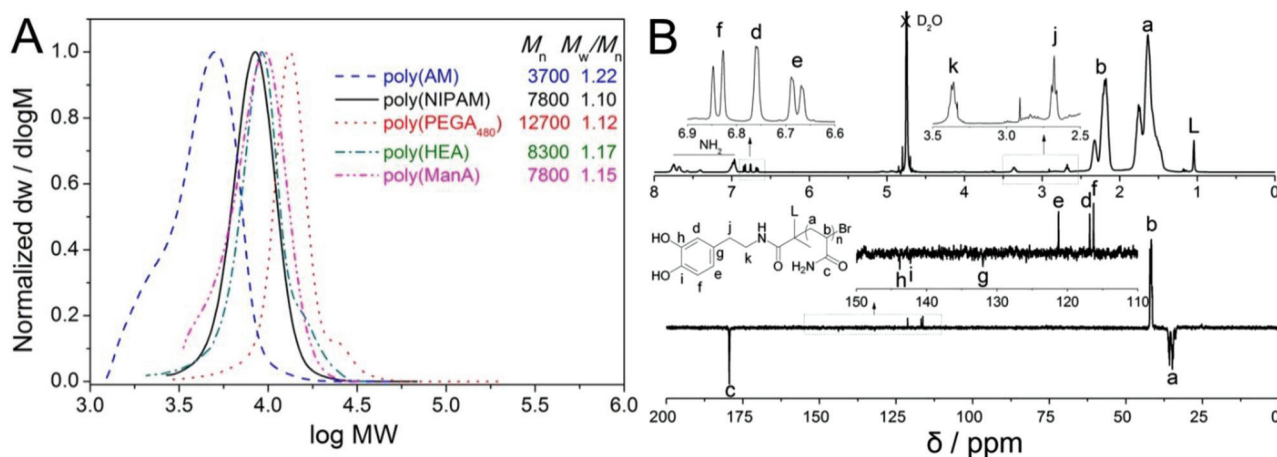 A
Normalized dw / dlogM
1.0
0.8
0.6
0.4
0.2
0.0
3.0 3.5 4.0 4.5 5.0 5.5 6.0
log MW
Mn Mw/Mn
poly(AM) 3700 1.22
poly(NIPAM) 7800 1.10
poly(PEGA480) 12700 1.12
poly(HEA) 8300 1.17
poly(ManA) 7800 1.15
B
f d e
6.9 6.8 6.7 6.6
X D2O
k j
3.5 3.0 2.5
b a L
NH2
8 7 6 5 4 3 2 1 0
HO
HO
h i d g e f j k
NH
O
L
a
b
Br
n
H2N
O
c
e d f
h i g
150 140 130 120 110
b
c
a
200 175 150 125 100 75 50 25 0
δ / ppm